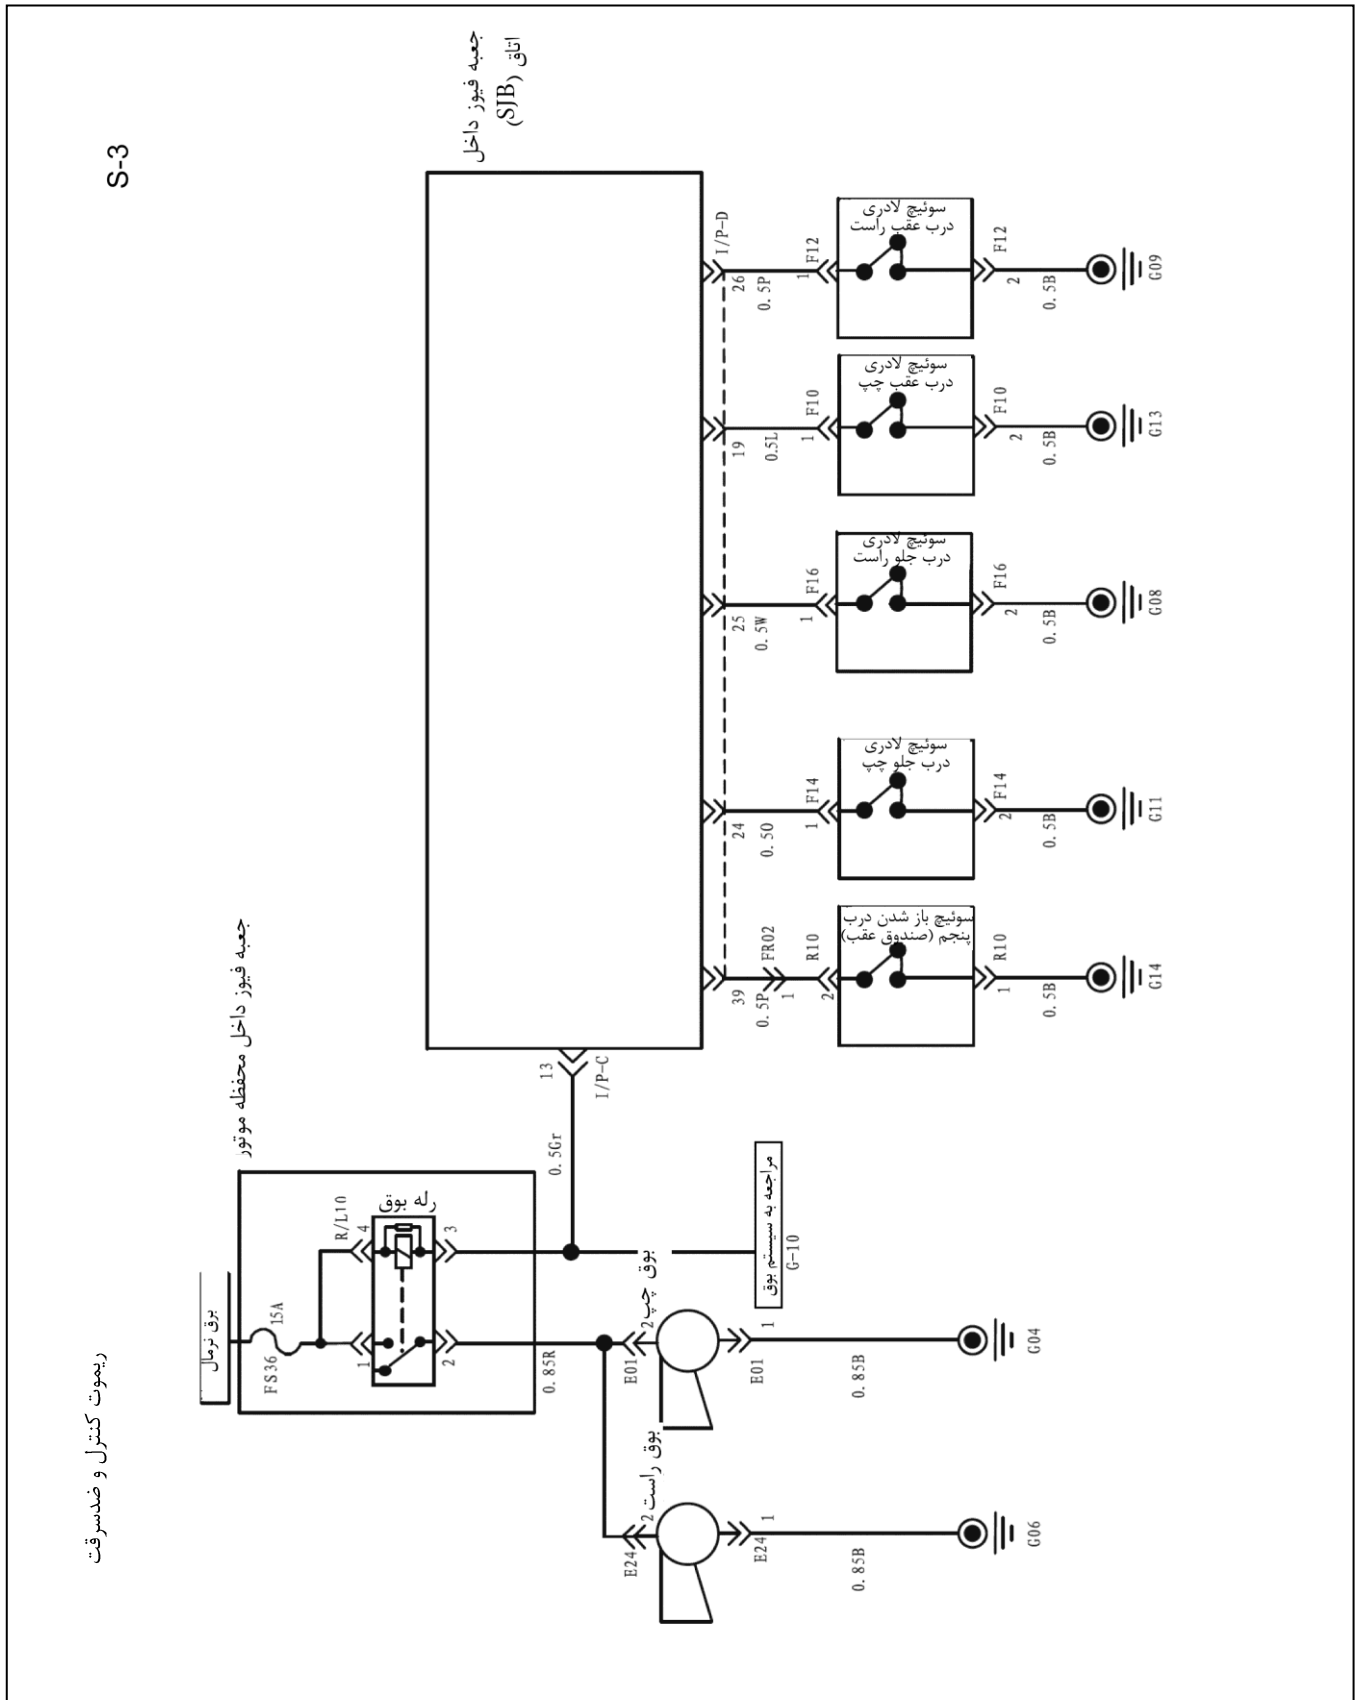 ریموت کنترل و ضدسرقت
S-3
جعبه فیوز داخل
اتاق (SJB)
جعبه فیوز داخل محفظه موتور
برق نرمال
FS36
15A
R/L10
رله بوق
4
3
1
2
0.85R
0.5Gr
13
I/P-C
I/P-D
مراجعه به سیستم بوق
G-10
بوق چپ
2
E01
E01
1
0.85B
G04
بوق راست
2
E24
E24
1
0.85B
G06
39
0.5P
FR02
1
R10
2
سوئیچ باز شدن درب
پنجم (صندوق عقب)
R10
1
0.5B
G14
24
0.5O
F14
1
سوئیچ لادری
درب جلو چپ
F14
2
0.5B
G11
25
0.5W
F16
1
سوئیچ لادری
درب جلو راست
F16
2
0.5B
G08
19
0.5L
F10
1
سوئیچ لادری
درب عقب چپ
F10
2
0.5B
G13
26
0.5P
F12
1
سوئیچ لادری
درب عقب راست
F12
2
0.5B
G09